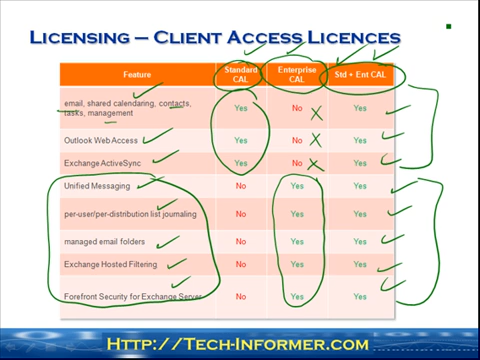 Licensing – Client Access Licences
Feature Standard CAL Enterprise CAL Std + Ent CAL
email, shared calendaring, contacts, tasks, management Yes No Yes
Outlook Web Access Yes No Yes
Exchange ActiveSync Yes No Yes
Unified Messaging No Yes Yes
per-user/per-distribution list journaling No Yes Yes
managed email folders No Yes Yes
Exchange Hosted Filtering No Yes Yes
Forefront Security for Exchange Server No Yes Yes
Http://Tech-Informer.com